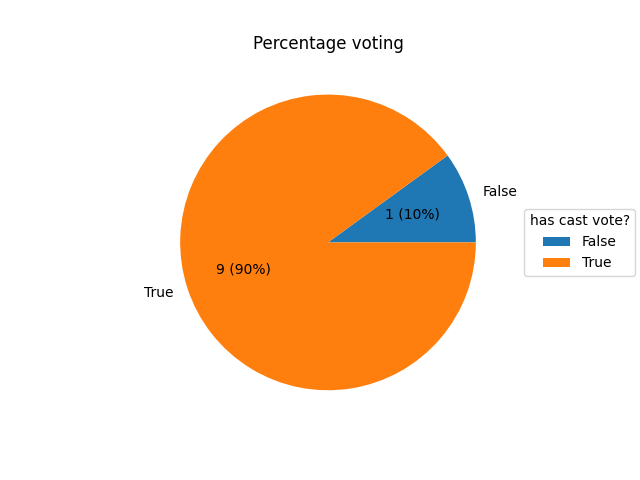 Percentage voting
False
1 (10%)
has cast vote?
False
True
9 (90%)
True